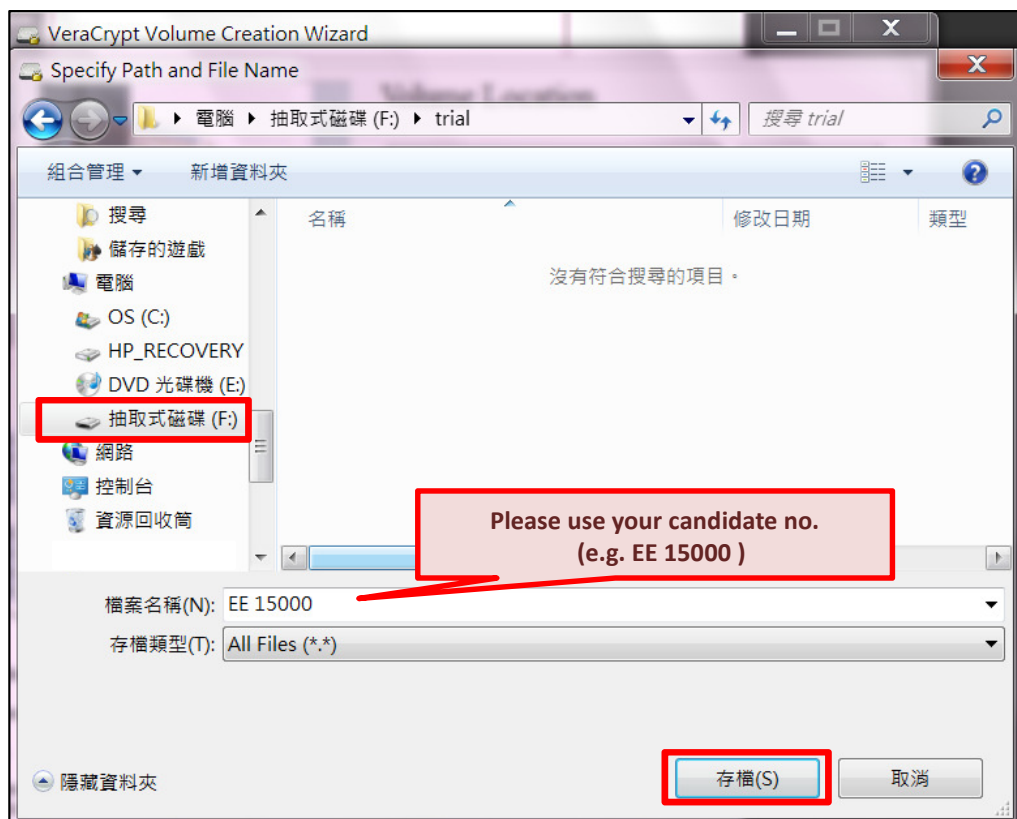 VeraCrypt Volume Creation Wizard
X
Specify Path and File Name
X
Volume Location
電腦 抽取式磁碟 (F:) trial
搜尋 trial
組合管理 新增資料夾
?
搜尋
儲存的遊戲
電腦
OS (C:)
HP_RECOVERY
DVD 光碟機 (E:)
抽取式磁碟 (F:)
網路
控制台
資源回收筒
名稱 修改日期 類型
沒有符合搜尋的項目。
Please use your candidate no.
(e.g. EE 15000 )
檔案名稱(N): EE 15000
存檔類型(T): All Files (*.*)
隱藏資料夾
存檔(S)
取消